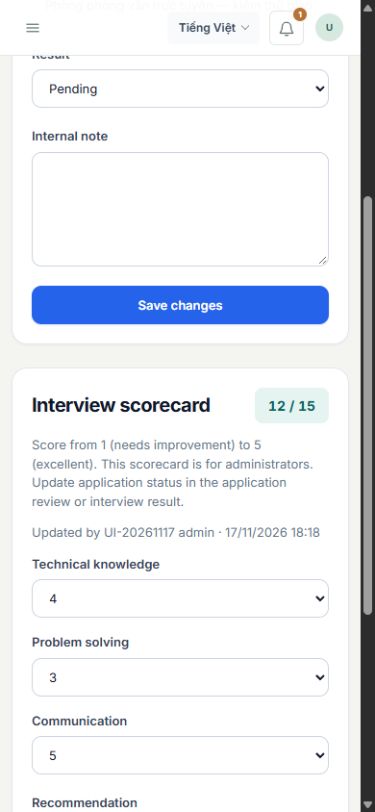 Tiếng Việt
1
U
Result
Pending
Internal note
Save changes
Interview scorecard
12 / 15
Score from 1 (needs improvement) to 5
(excellent). This scorecard is for administrators.
Update application status in the application
review or interview result.
Updated by UI-20261117 admin · 17/11/2026 18:18
Technical knowledge
4
Problem solving
3
Communication
5
Recommendation